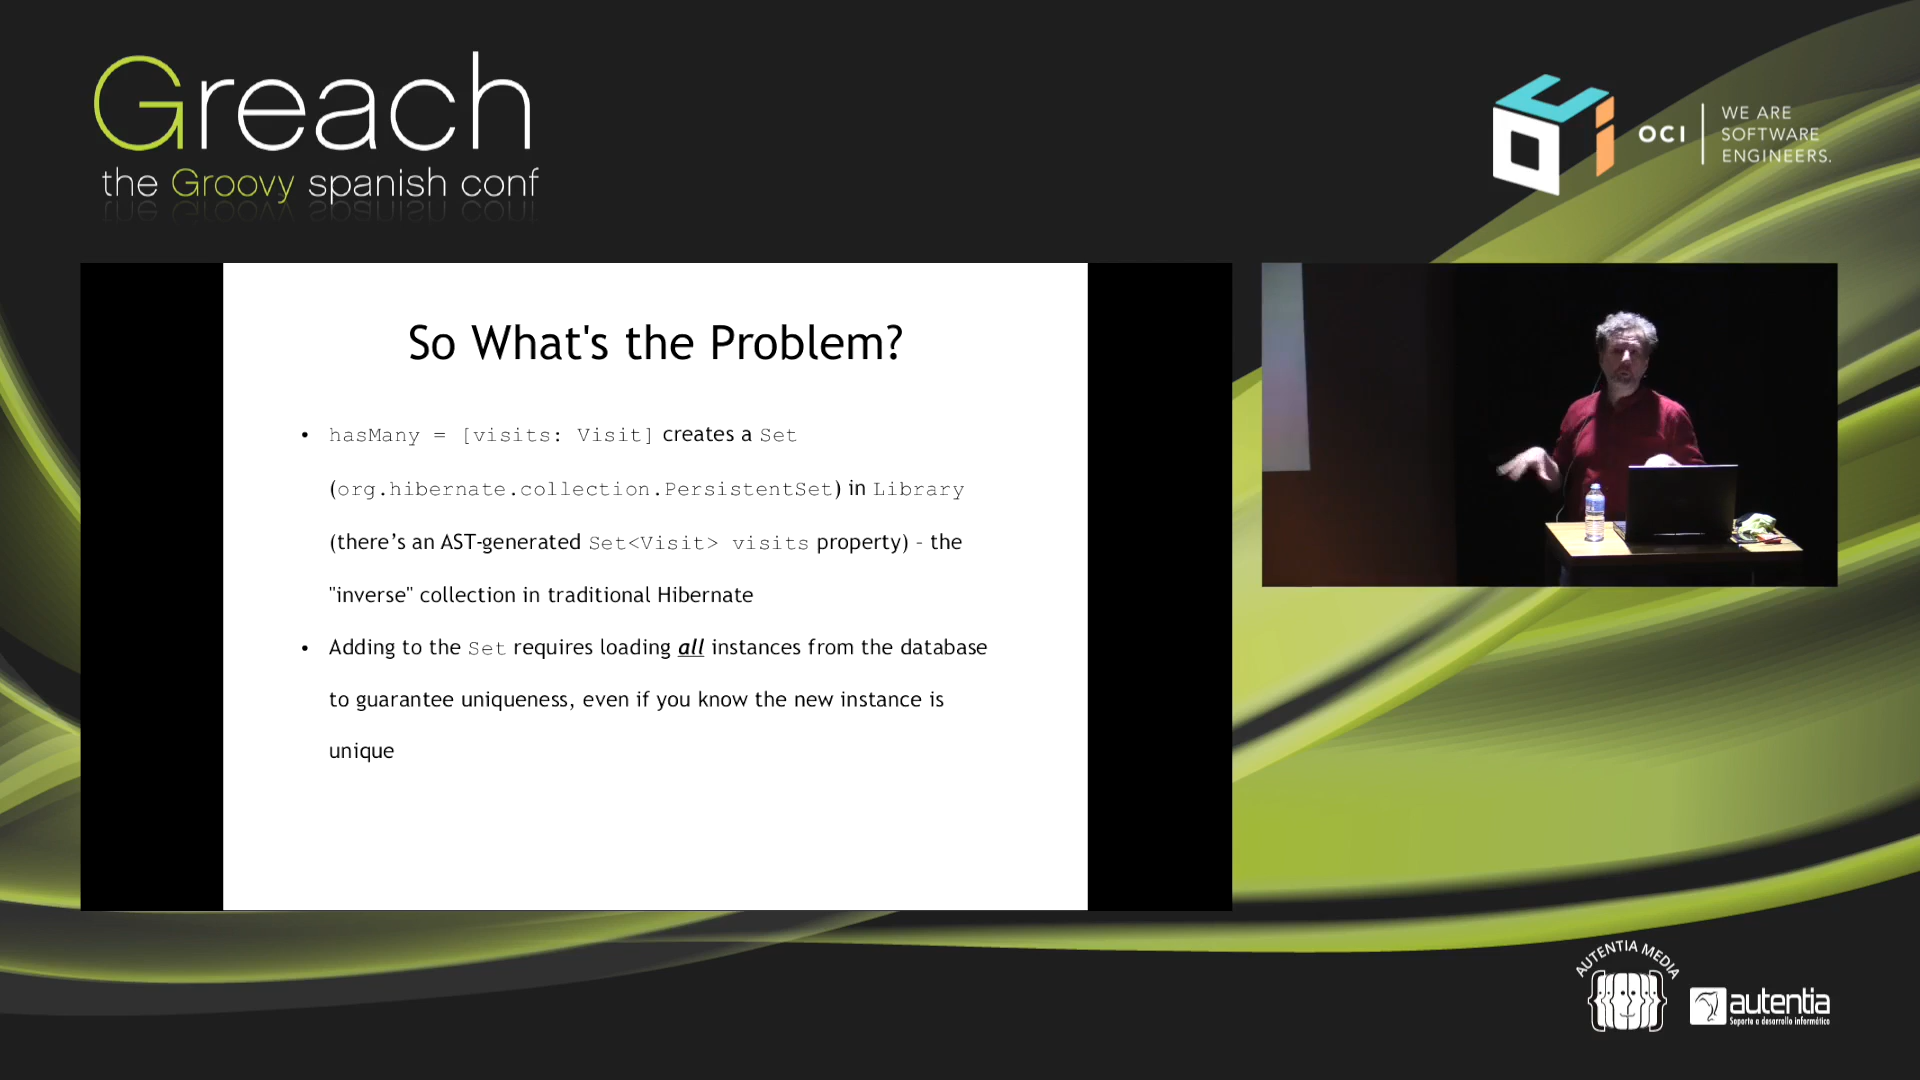 Greach
the Groovy spanish conf
OCI
WE ARE
SOFTWARE
ENGINEERS.
So What's the Problem?
• hasMany = [visits: Visit] creates a Set
(org.hibernate.collection.PersistentSet) in Library
(there’s an AST-generated Set<Visit> visits property) - the
"inverse" collection in traditional Hibernate
• Adding to the Set requires loading all instances from the database
to guarantee uniqueness, even if you know the new instance is
unique
AUTENTIA MEDIA
autentia
Soporte a desarrollo informático